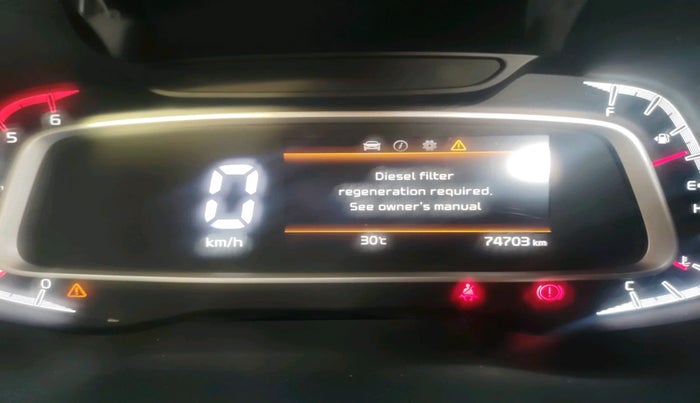 5 6
F
E
H
0
km/h
Diesel filter
regeneration required.
See owner's manual
30°c 74703 km
0
C